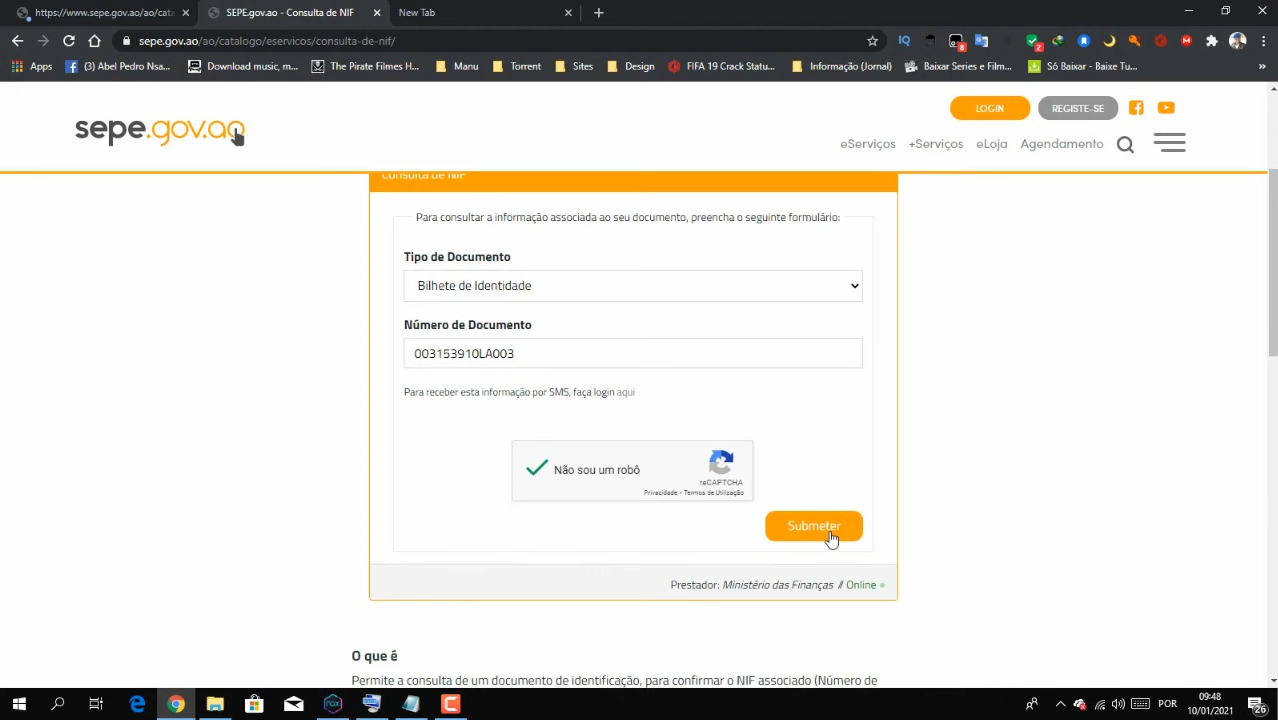 https://www.sepe.gov.ao/ao/cata
SEPE.gov.ao - Consulta de NIF
New Tab
sepe.gov.ao/ao/catalogo/eservicos/consulta-de-nif/
Apps
(3) Abel Pedro Nsa...
Download music, m...
The Pirate Filmes H...
Manu
Torrent
Sites
Design
FIFA 19 Crack Statu...
Informação (Jornal)
Baixar Series e Film...
Só Baixar - Baixe Tu...
»
sepe.gov.ao
LOGIN
REGISTE-SE
eServiços
+Serviços
eLoja
Agendamento
Consulta de NIF
Para consultar a informação associada ao seu documento, preencha o seguinte formulário:
Tipo de Documento
Bilhete de Identidade
Número de Documento
003153910LA003
Para receber esta informação por SMS, faça login aqui
Não sou um robô
reCAPTCHA
Privacidade - Termos de Utilização
Submeter
Prestador: Ministério das Finanças // Online
O que é
Permite a consulta de um documento de identificação, para confirmar o NIF associado (Número de
POR
09:48
10/01/2021
26